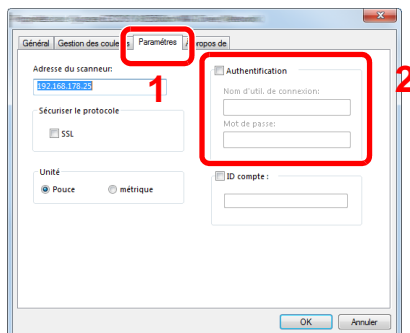 Général Gestion des couleurs Paramètres propos de
1
2
Adresse du scanneur:
192.168.178.25
Sécuriser le protocole
SSL
Unité
Pouce métrique
Authentification
Nom d'util. de connexion:
Mot de passe:
ID compte :
OK Annuler